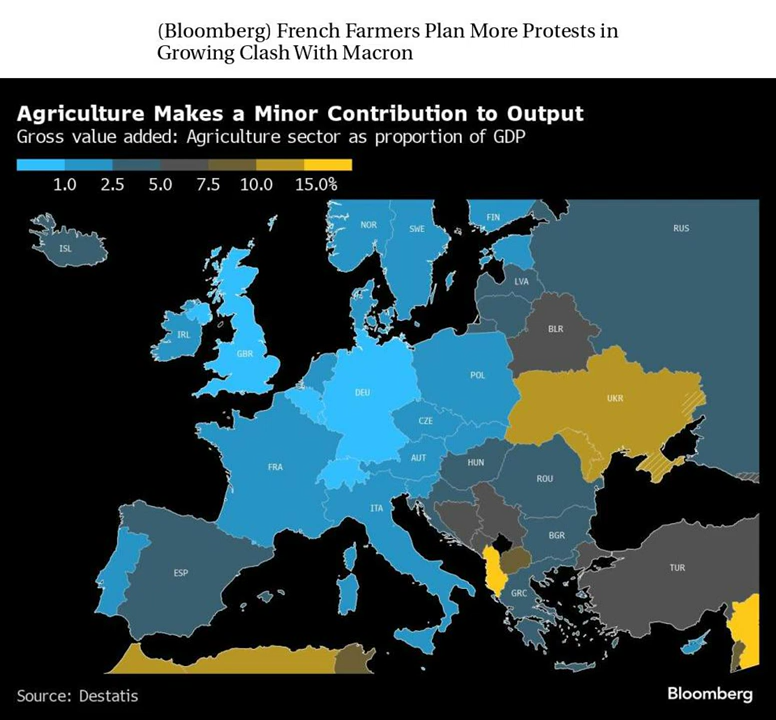 (Bloomberg) French Farmers Plan More Protests in
Growing Clash With Macron
Agriculture Makes a Minor Contribution to Output
Gross value added: Agriculture sector as proportion of GDP
1.0 2.5 5.0 7.5 10.0 15.0%
ISL
NOR
SWE
FIN
RUS
LVA
IRL
GBR
BLR
DEU
POL
UKR
CZE
FRA
AUT
HUN
ROU
ITA
BGR
ESP
TUR
GRC
Source: Destatis
Bloomberg